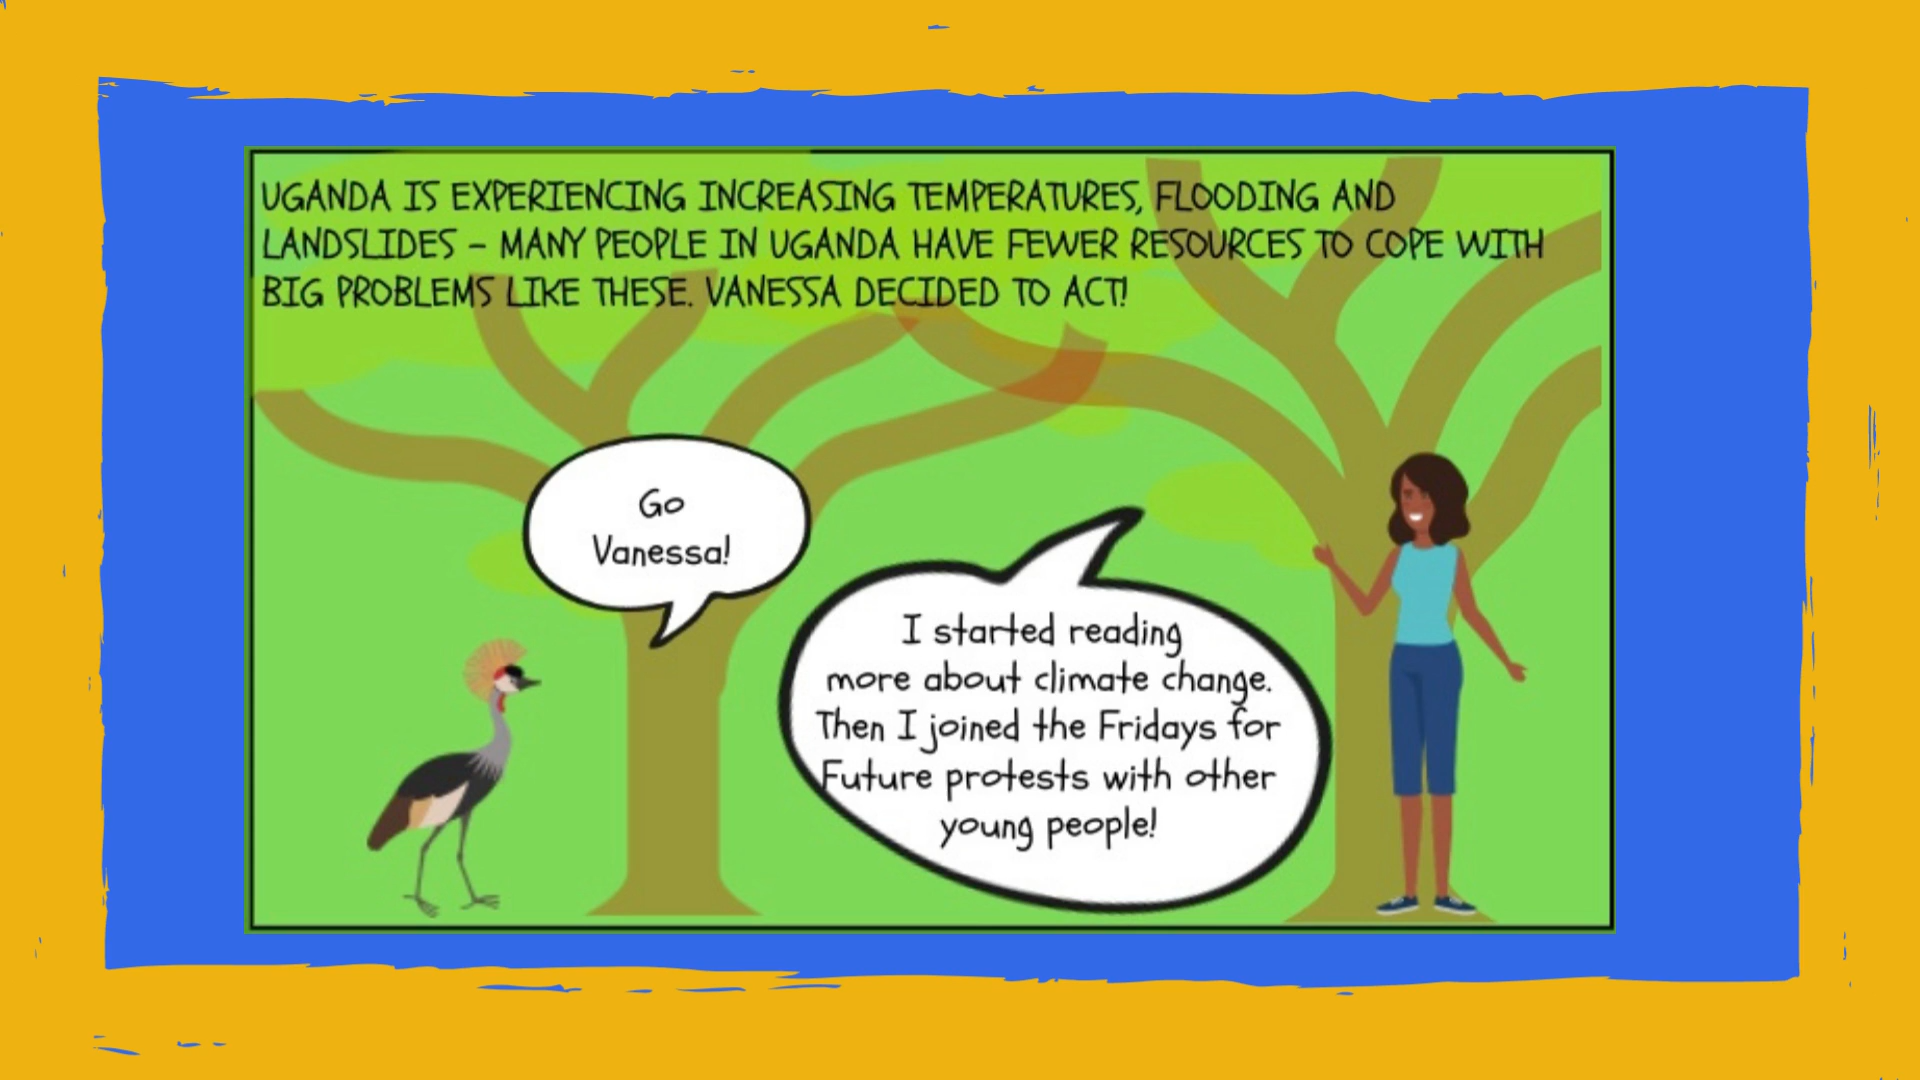 UGANDA IS EXPERIENCING INCREASING TEMPERATURES, FLOODING AND
LANDSLIDES – MANY PEOPLE IN UGANDA HAVE FEWER RESOURCES TO COPE WITH
BIG PROBLEMS LIKE THESE. VANESSA DECIDED TO ACT!
Go
Vanessa!
I started reading
more about climate change.
Then I joined the Fridays for
Future protests with other
young people!